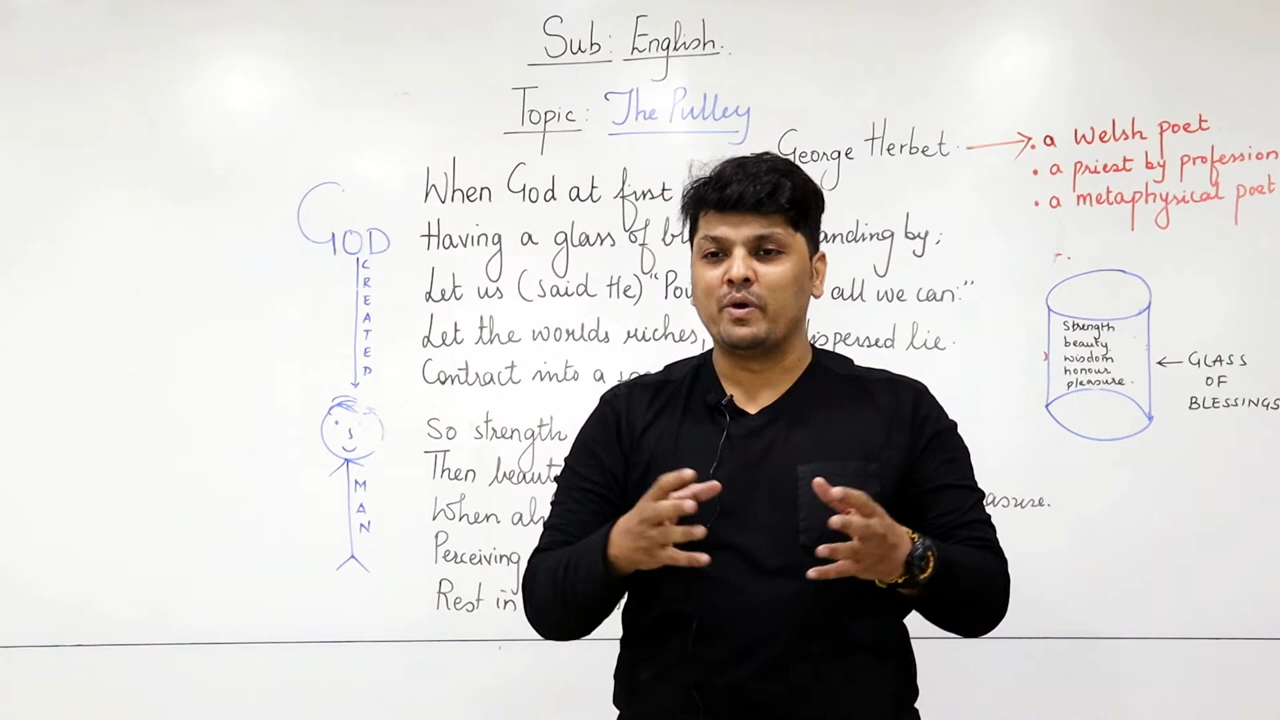 Sub: English.
Topic: The Pulley
George Herbet
. a Welsh poet
. a priest by profession
. a metaphysical poet
When God at first
Having a glass of bl anding by;
Let us (said He) "Pou all we can:"
Let the worlds riches, dispersed lie.
Contract into a
So strength
Then beaut
When al asure.
Perceiving
Rest in
GOD
CREATED
MAN
Strength
beauty
wisdom
honour
pleasure.
GLASS
OF
BLESSINGS